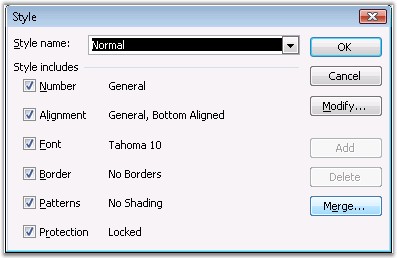 Style
Style name: Normal
OK
Style includes
Cancel
Number General
Modify...
Alignment General, Bottom Aligned
Font Tahoma 10
Add
Border No Borders
Delete
Patterns No Shading
Merge...
Protection Locked